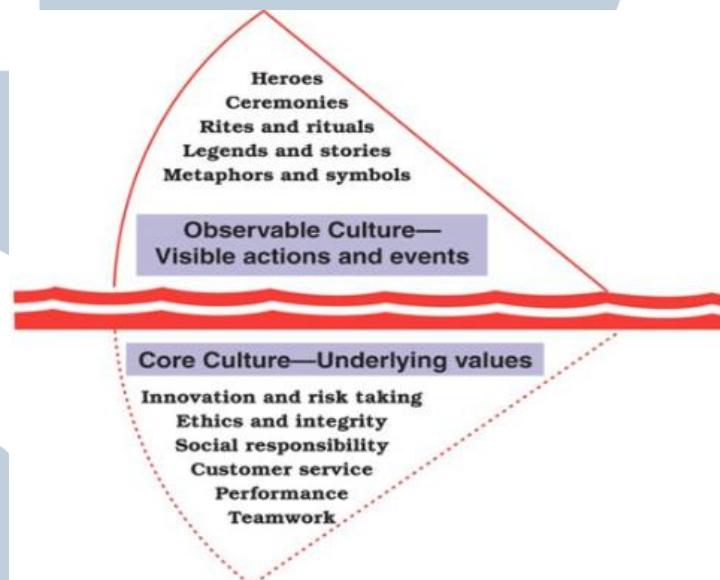 Heroes
Ceremonies
Rites and rituals
Legends and stories
Metaphors and symbols
Observable Culture—
Visible actions and events
Core Culture—Underlying values
Innovation and risk taking
Ethics and integrity
Social responsibility
Customer service
Performance
Teamwork